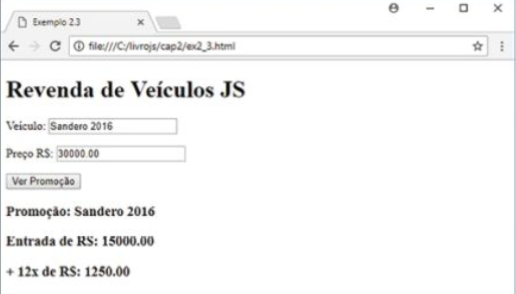 Exemplo 2.3
file:///C:/livrojs/cap2/ex2_3.html
Revenda de Veículos JS
Veículo: Sandero 2016
Preço R$: 30000.00
Ver Promoção
Promoção: Sandero 2016
Entrada de R$: 15000.00
+ 12x de R$: 1250.00